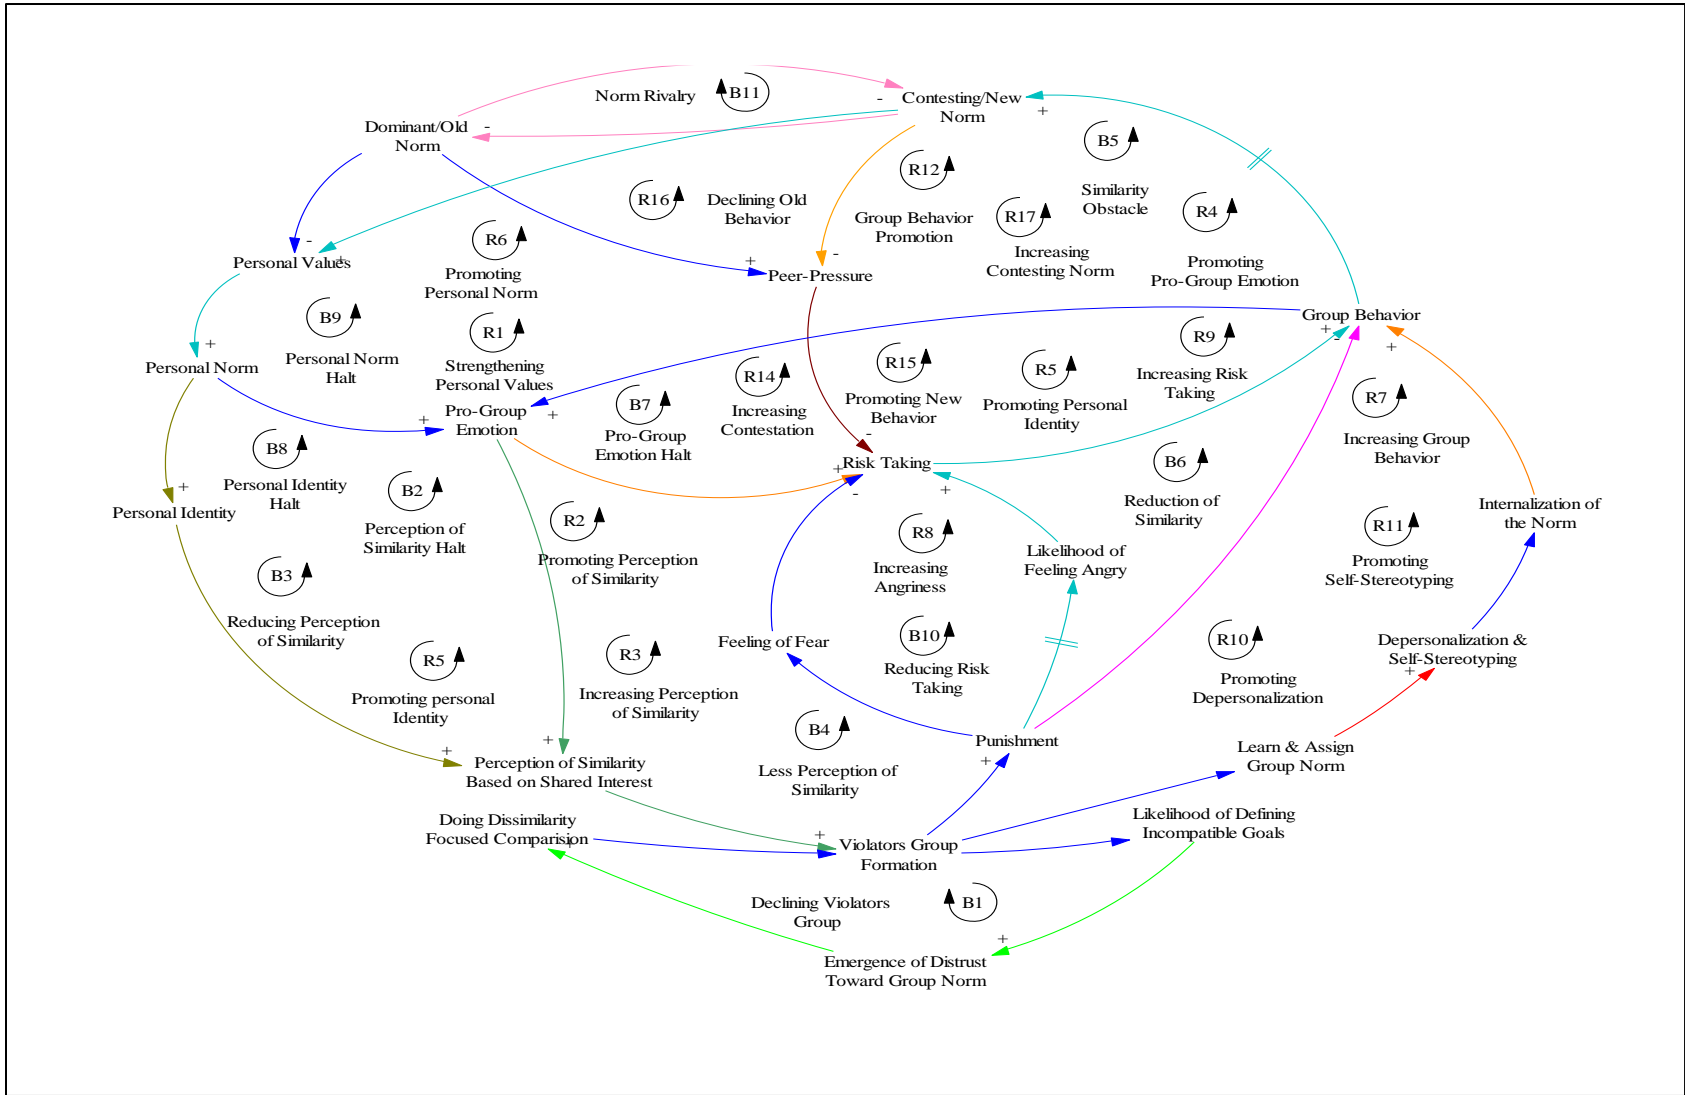 Norm Rivalry
B11
-
Contesting/New
Norm
+
Dominant/Old
Norm
-
B5
Similarity
Obstacle
R12
Group Behavior
Promotion
R16
Declining Old
Behavior
R17
Increasing
Contesting Norm
R4
Promoting
Pro-Group Emotion
R6
Promoting
Personal Norm
-
+
Personal Values
+
-
Peer-Pressure
B9
Personal Norm
Halt
R1
Strengthening
Personal Values
Group Behavior
+
-
+
R9
Increasing Risk
Taking
+
Personal Norm
R14
Increasing
Contestation
R15
Promoting New
Behavior
R5
Promoting Personal
Identity
R7
Increasing Group
Behavior
+
Pro-Group
Emotion
+
B7
Pro-Group
Emotion Halt
B8
Personal Identity
Halt
-
+
Risk Taking
-
+
B6
Reduction of
Similarity
+
Personal Identity
B2
Perception of
Similarity Halt
R2
Promoting Perception
of Similarity
R8
Increasing
Angriness
Likelihood of
Feeling Angry
Internalization of
the Norm
R11
Promoting
Self-Stereotyping
B3
Reducing Perception
of Similarity
Feeling of Fear
B10
Reducing Risk
Taking
R10
Promoting
Depersonalization
Depersonalization &
Self-Stereotyping
+
R5
Promoting personal
Identity
R3
Increasing Perception
of Similarity
B4
Less Perception of
Similarity
Punishment
+
Learn & Assign
Group Norm
+
+
Perception of Similarity
Based on Shared Interest
Doing Dissimilarity
Focused Comparision
+
+
Violators Group
Formation
Likelihood of Defining
Incompatible Goals
Declining Violators
Group
B1
+
Emergence of Distrust
Toward Group Norm